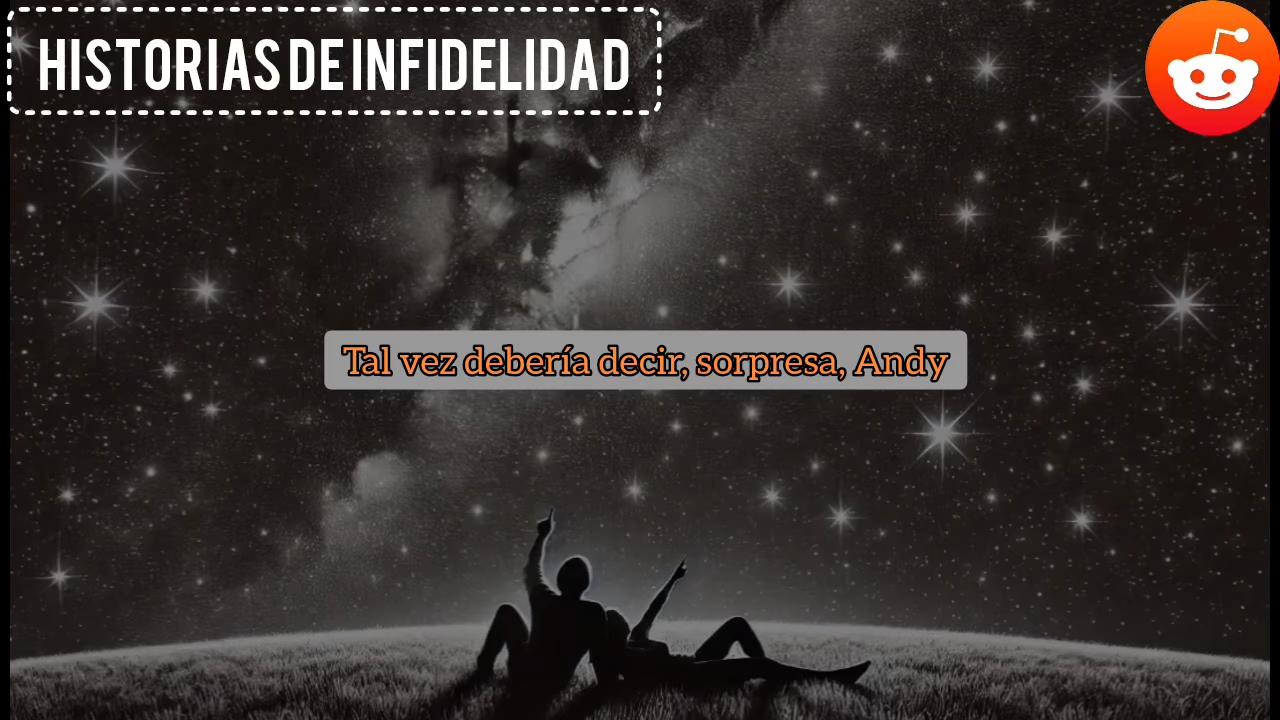 HISTORIAS DE INFIDELIDAD
Tal vez debería decir, sorpresa, Andy